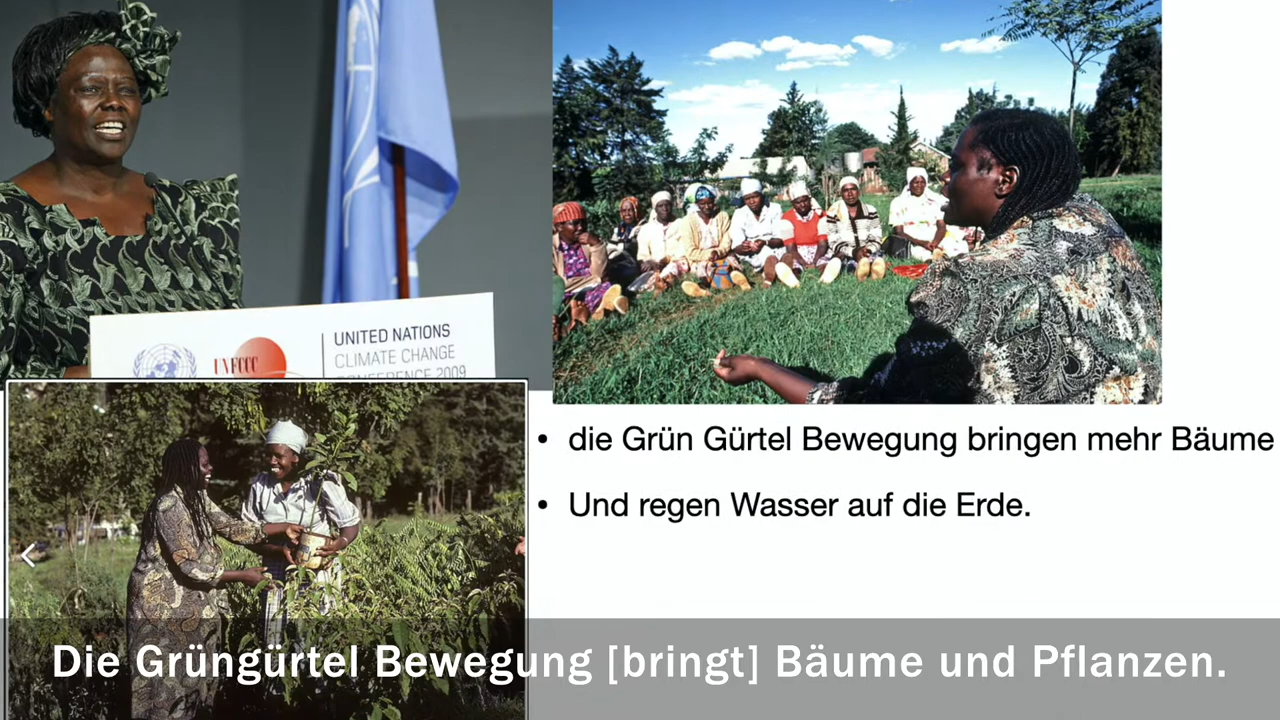 UNITED NATIONS
CLIMATE CHANGE
CONFERENCE 2009
UNFCCC
• die Grün Gürtel Bewegung bringen mehr Bäume
• Und regen Wasser auf die Erde.
Die Grüngürtel Bewegung [bringt] Bäume und Pflanzen.